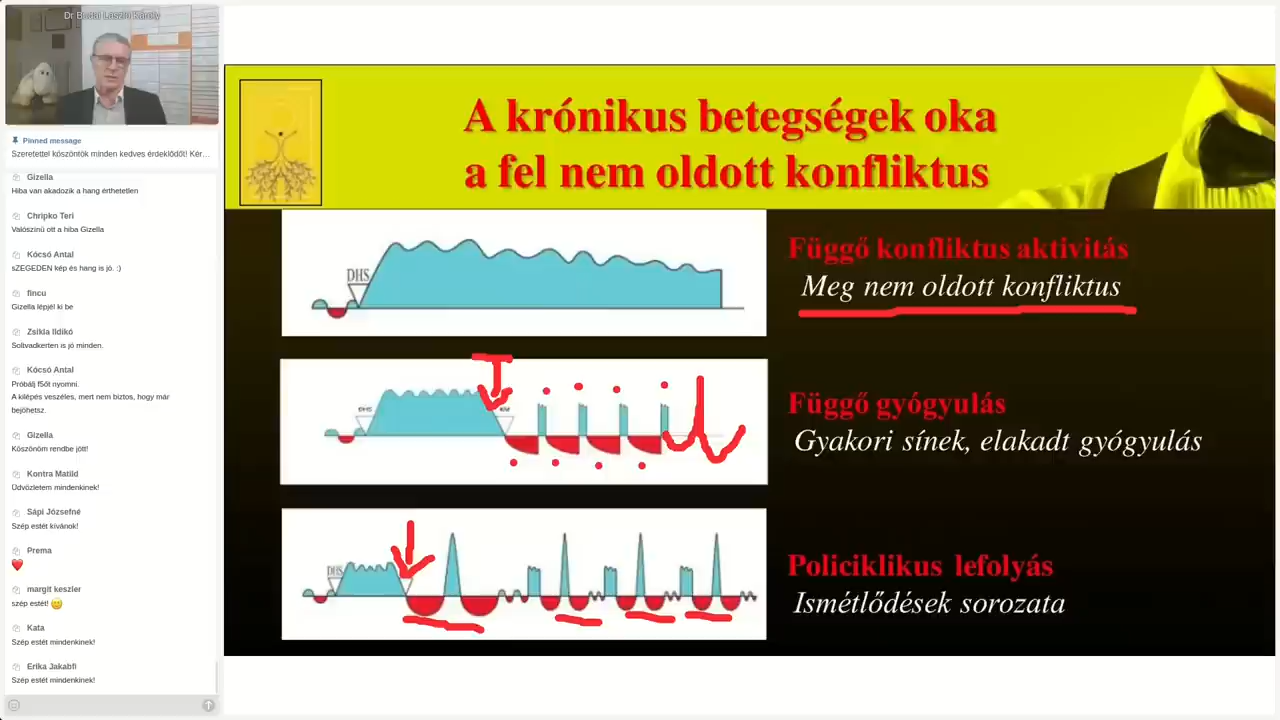 Dr Budai László Károly
Pinned message
Szeretettel köszöntök minden kedves érdeklődőt! Kér…
Gizella
Hiba van akadozik a hang érthetetlen
Chripko Teri
Valószínű ott a hiba Gizella
Kócsó Antal
sZEGEDEN kép és hang is jó. :)
fincu
Gizella lépjél ki be
Zsikla Ildikó
Soltvadkerten is jó minden.
Kócsó Antal
Próbálj f5őt nyomni.
A kilépés veszéles, mert nem biztos, hogy már
bejöhetsz.
Gizella
Köszönöm rendbe jött!
Kontra Matild
Üdvözletem mindenkinek!
Sápi Józsefné
Szép estét kívánok!
Prema
margit keszler
szép estét!
Kata
Szép estét mindenkinek!
Erika Jakabfi
Szép estét mindenkinek!
A krónikus betegségek oka
a fel nem oldott konfliktus
DHS
Függő konfliktus aktivitás
Meg nem oldott konfliktus
DHS
Függő gyógyulás
Gyakori sínek, elakadt gyógyulás
DHS
Policiklikus lefolyás
Ismétlődések sorozata